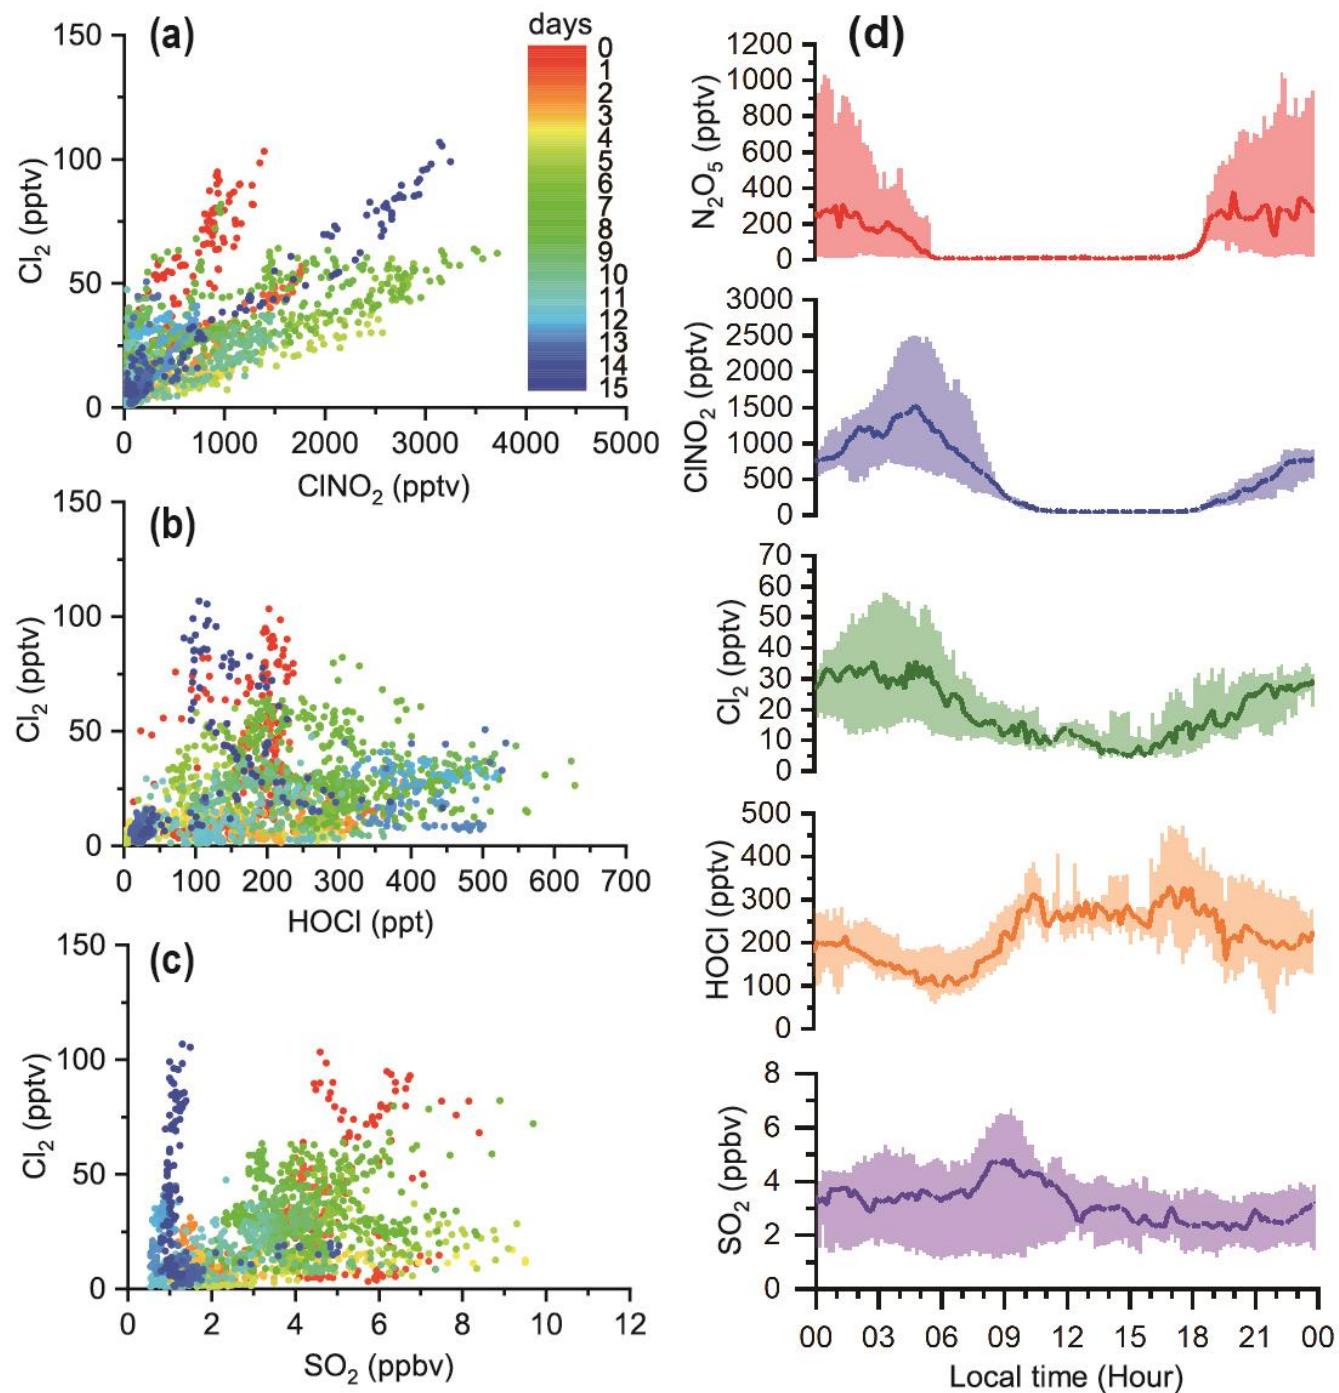 (a)
days
150
100
50
0
Cl2 (pptv)
0
1
2
3
4
5
6
7
8
9
10
11
12
13
14
15
0 1000 2000 3000 4000 5000
ClNO2 (pptv)
(b)
150
100
50
0
Cl2 (pptv)
0 100 200 300 400 500 600 700
HOCl (ppt)
(c)
150
100
50
0
Cl2 (pptv)
0 2 4 6 8 10 12
SO2 (ppbv)
(d)
1200
1000
800
600
400
200
0
N2O5 (pptv)
3000
2500
2000
1500
1000
500
0
ClNO2 (pptv)
70
60
50
40
30
20
10
0
Cl2 (pptv)
500
400
300
200
100
0
HOCl (pptv)
8
6
4
2
0
SO2 (ppbv)
00 03 06 09 12 15 18 21 00
Local time (Hour)